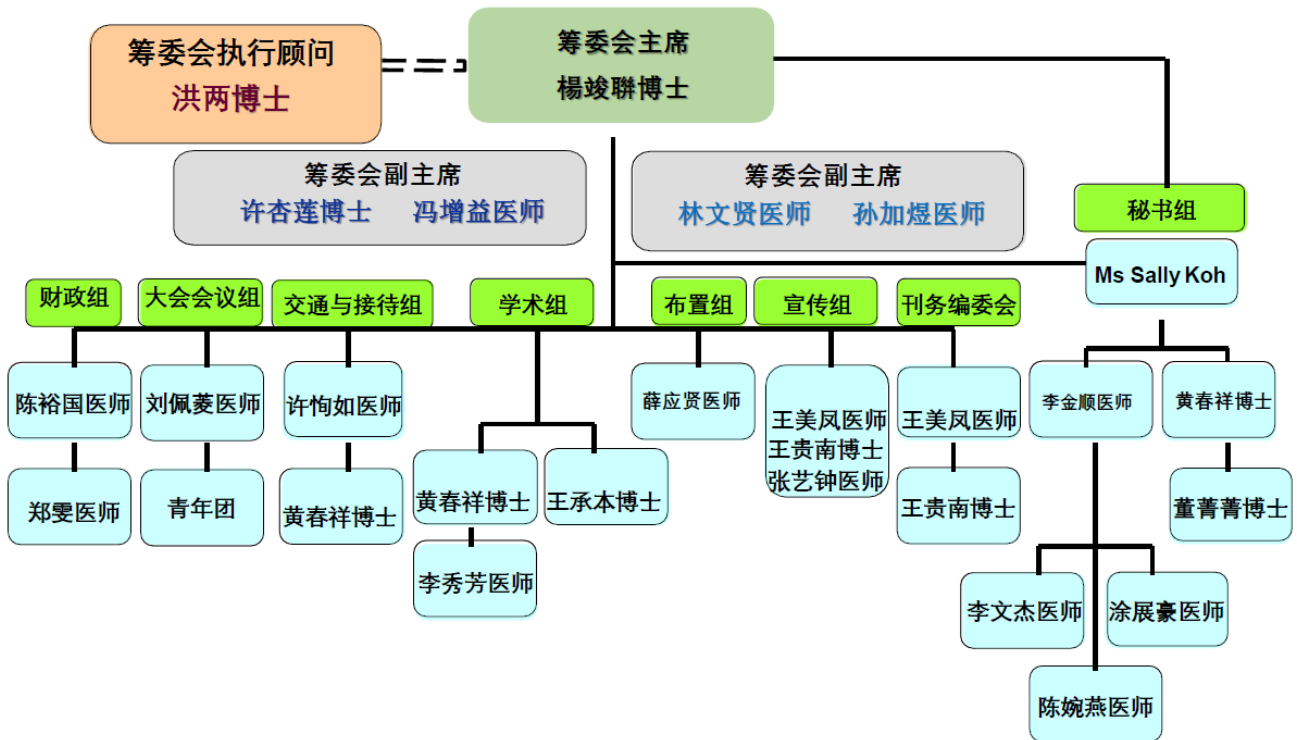 筹委会执行顾问
洪两博士
筹委会主席
楊竣聨博士
筹委会副主席
许杏莲博士 冯增益医师
筹委会副主席
林文贤医师 孙加煜医师
秘书组
Ms Sally Koh
财政组
大会会议组
交通与接待组
学术组
布置组
宣传组
刊务编委会
陈裕国医师
刘佩菱医师
许恂如医师
薛应贤医师
王美凤医师
王贵南博士
张艺钟医师
王美凤医师
李金顺医师
黄春祥博士
郑雯医师
青年团
黄春祥博士
黄春祥博士
王承本博士
王贵南博士
董菁菁博士
李秀芳医师
李文杰医师
涂展豪医师
陈婉燕医师